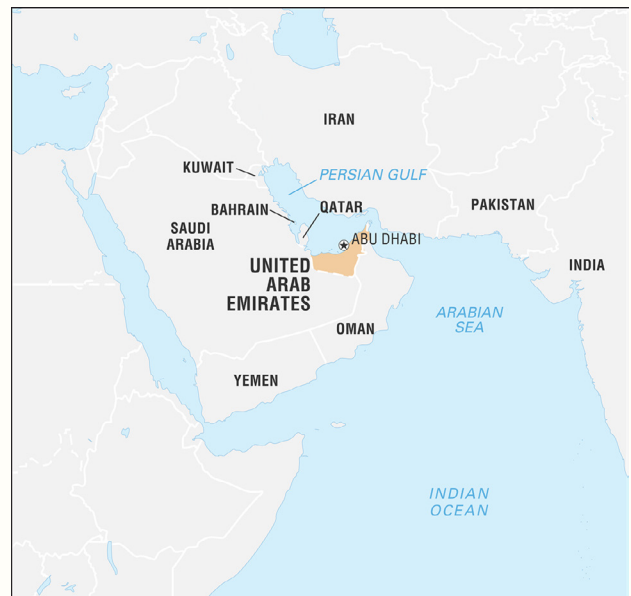 IRAN
KUWAIT
PERSIAN GULF
BAHRAIN
QATAR
PAKISTAN
SAUDI
ARABIA
ABU DHABI
UNITED
ARAB
EMIRATES
INDIA
ARABIAN
SEA
OMAN
YEMEN
INDIAN
OCEAN